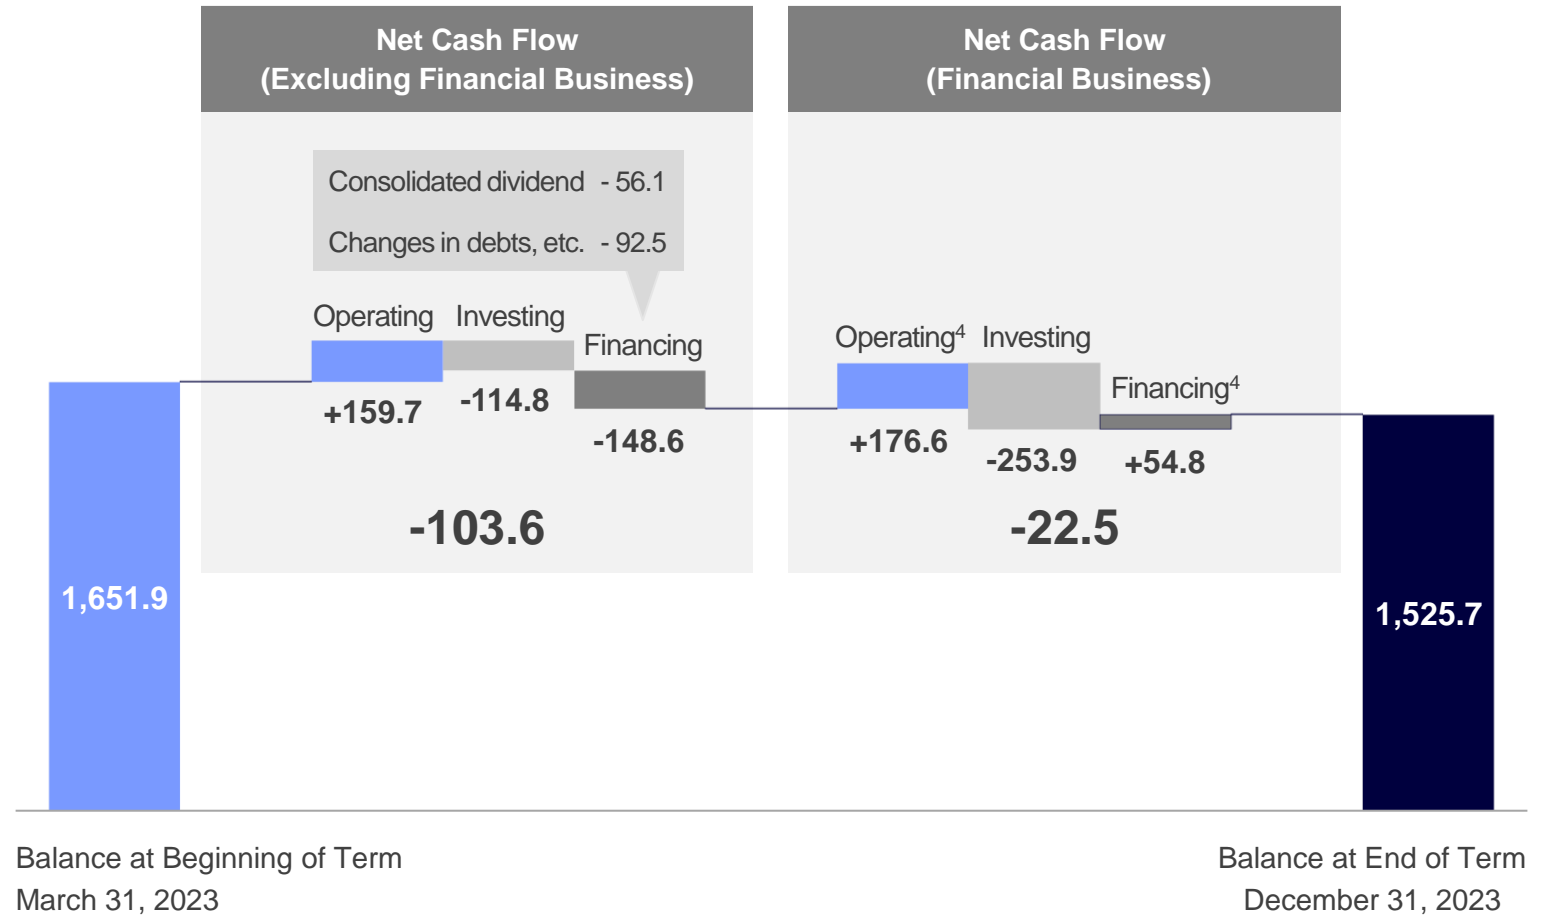 Net Cash Flow
(Excluding Financial Business)
Consolidated dividend - 56.1
Changes in debts, etc. - 92.5
Operating
Investing
Financing
+159.7
-114.8
-148.6
-103.6
Net Cash Flow
(Financial Business)
Operating4
Investing
Financing4
+176.6
-253.9
+54.8
-22.5
1,651.9
1,525.7
Balance at Beginning of Term
March 31, 2023
Balance at End of Term
December 31, 2023